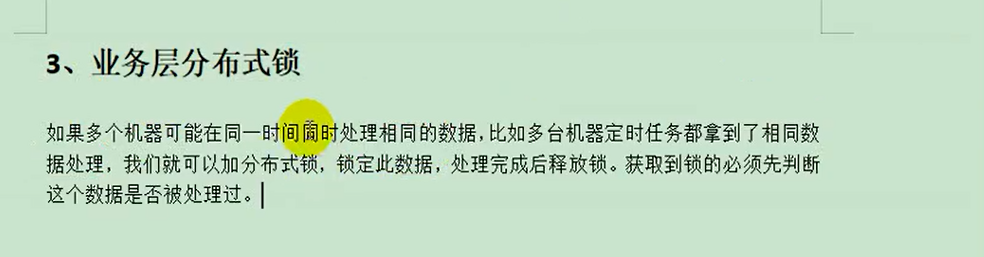 3、业务层分布式锁
如果多个机器可能在同一时间同时处理相同的数据，比如多台机器定时任务都拿到了相同数
据处理，我们就可以加分布式锁，锁定此数据，处理完成后释放锁。获取到锁的必须先判断
这个数据是否被处理过。